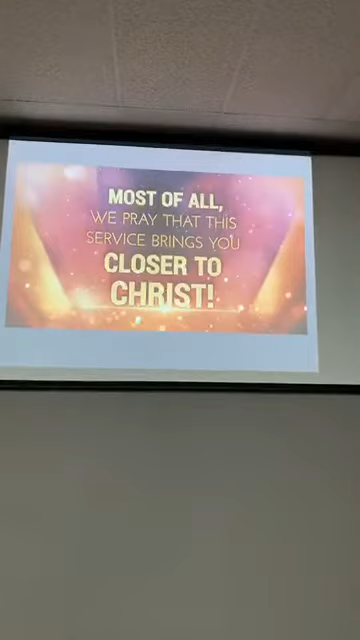 MOST OF ALL,
WE PRAY THAT THIS
SERVICE BRINGS YOU
CLOSER TO
CHRIST!